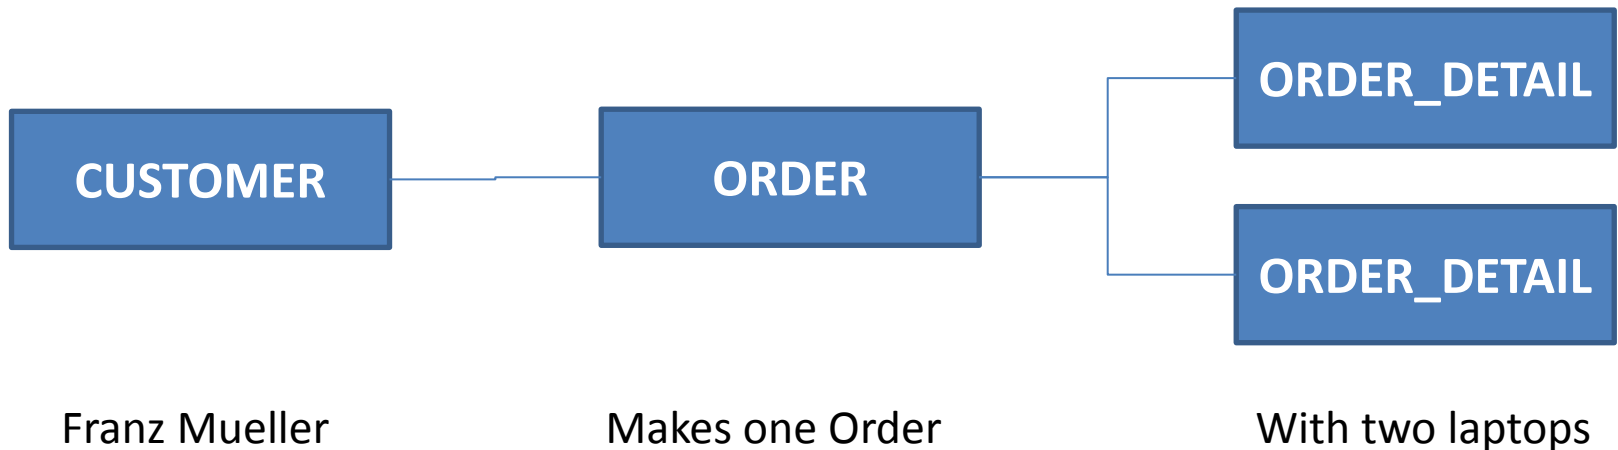 ORDER_DETAIL
CUSTOMER
ORDER
ORDER_DETAIL
Franz Mueller
Makes one Order
With two laptops